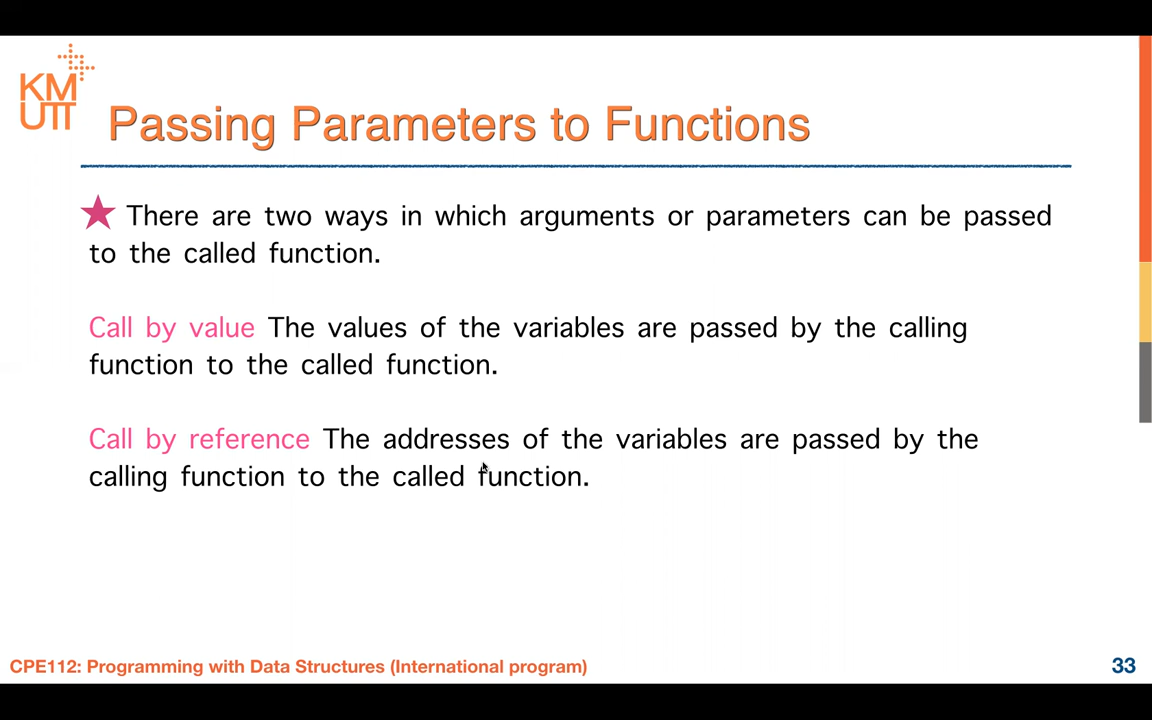 KM
UTT
Passing Parameters to Functions
There are two ways in which arguments or parameters can be passed
to the called function.
Call by value The values of the variables are passed by the calling
function to the called function.
Call by reference The addresses of the variables are passed by the
calling function to the called function.
CPE112: Programming with Data Structures (International program)
33